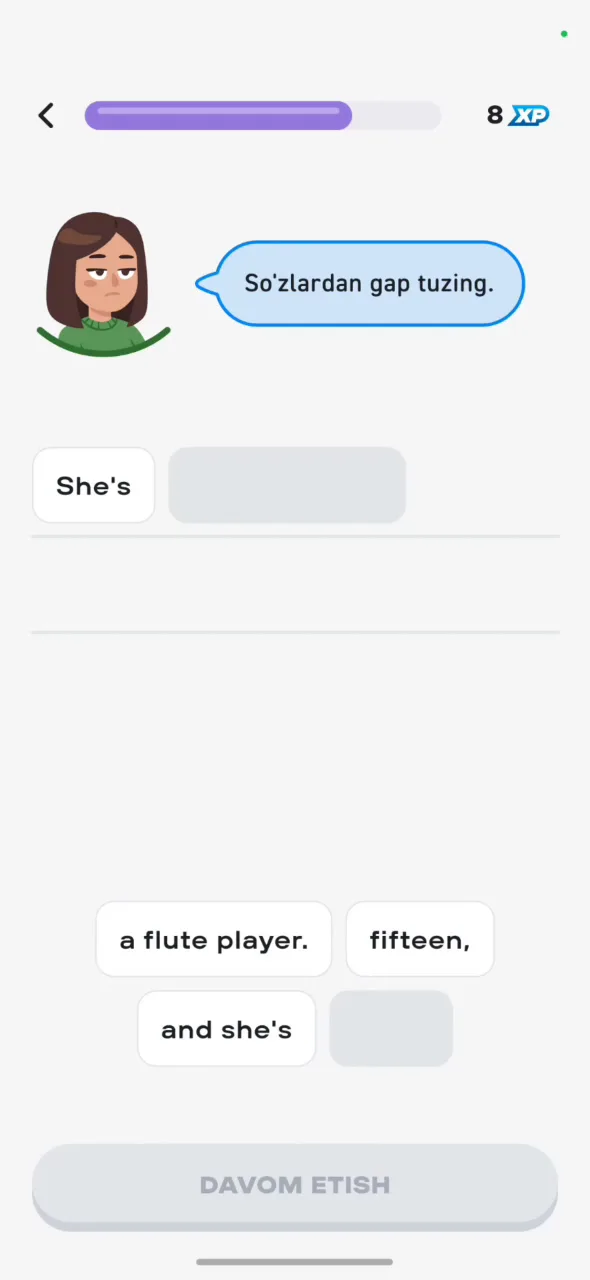 8 XP
So'zlardan gap tuzing.
She's
a flute player. fifteen,
and she's
DAVOM ETISH